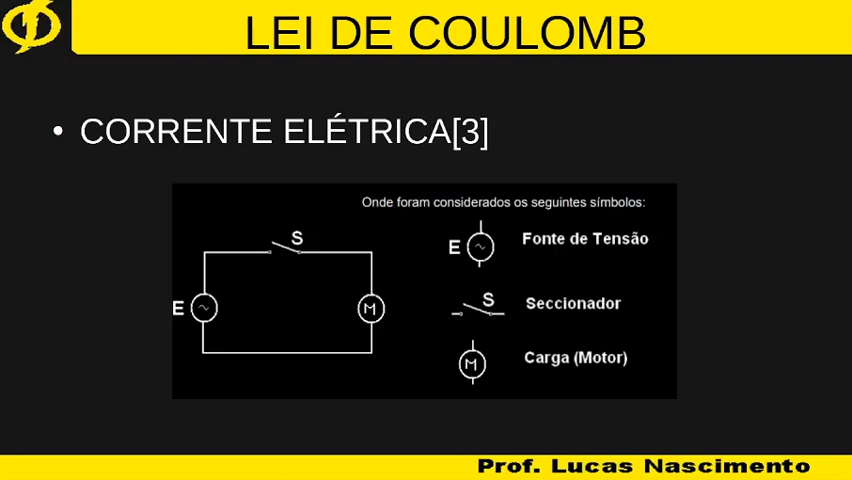 LEI DE COULOMB
• CORRENTE ELÉTRICA[3]
Onde foram considerados os seguintes símbolos:
S
E
M
E
Fonte de Tensão
S
Seccionador
M
Carga (Motor)
Prof. Lucas Nascimento